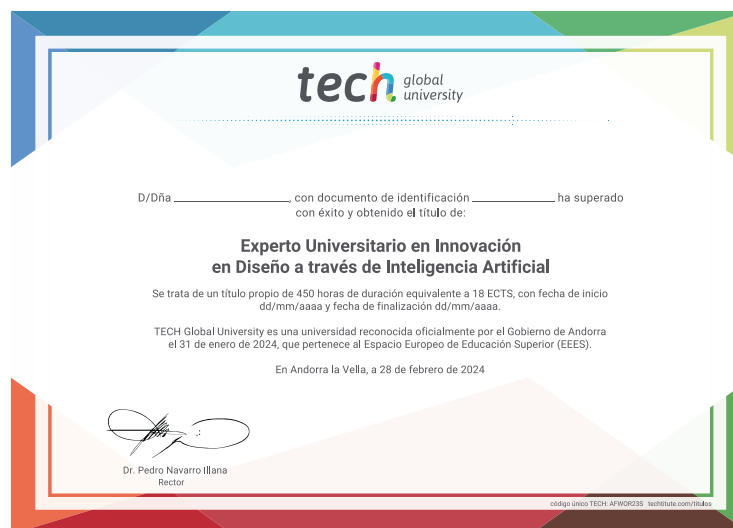 tech global university
D/Dña ________________, con documento de identificación ____________ ha superado
con éxito y obtenido el título de:
Experto Universitario en Innovación
en Diseño a través de Inteligencia Artificial
Se trata de un título propio de 450 horas de duración equivalente a 18 ECTS, con fecha de inicio
dd/mm/aaaa y fecha de finalización dd/mm/aaaa.
TECH Global University es una universidad reconocida oficialmente por el Gobierno de Andorra
el 31 de enero de 2024, que pertenece al Espacio Europeo de Educación Superior (EEES).
En Andorra la Vella, a 28 de febrero de 2024
Dr. Pedro Navarro Illana
Rector
código único TECH: AFWOR23S techtitute.com/titulos